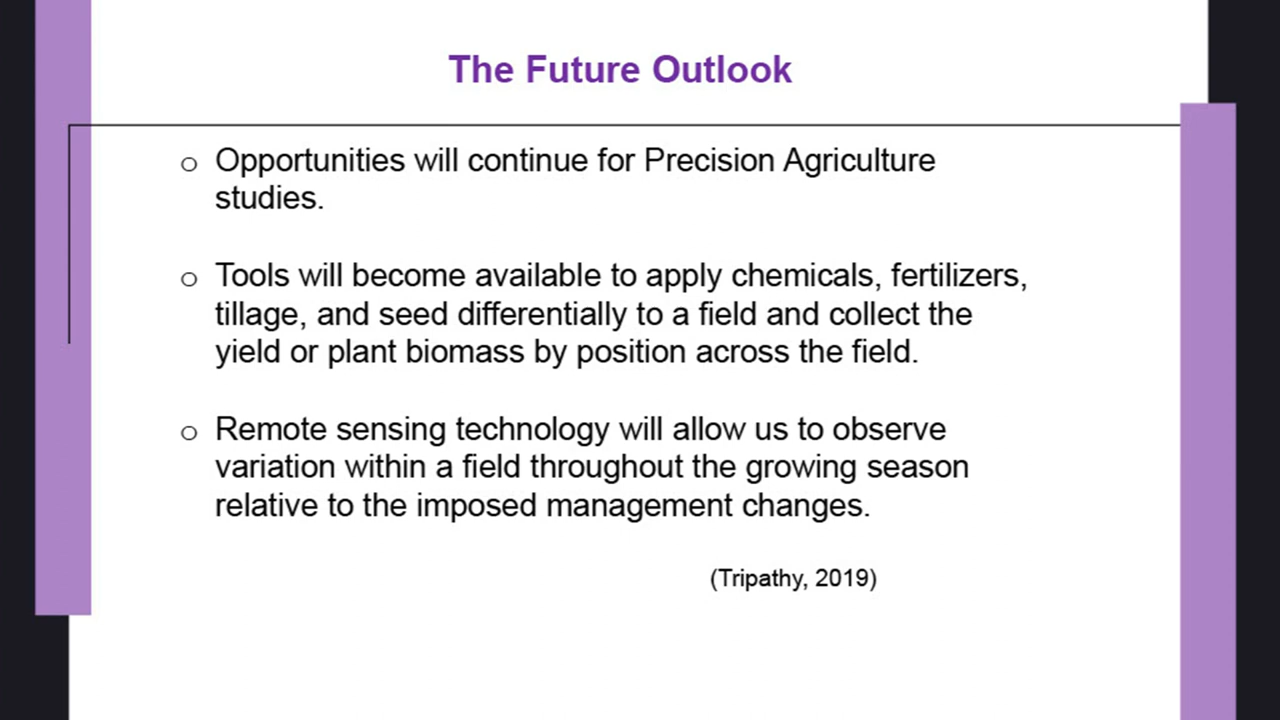 The Future Outlook
o Opportunities will continue for Precision Agriculture
studies.
o Tools will become available to apply chemicals, fertilizers,
tillage, and seed differentially to a field and collect the
yield or plant biomass by position across the field.
o Remote sensing technology will allow us to observe
variation within a field throughout the growing season
relative to the imposed management changes.
(Tripathy, 2019)